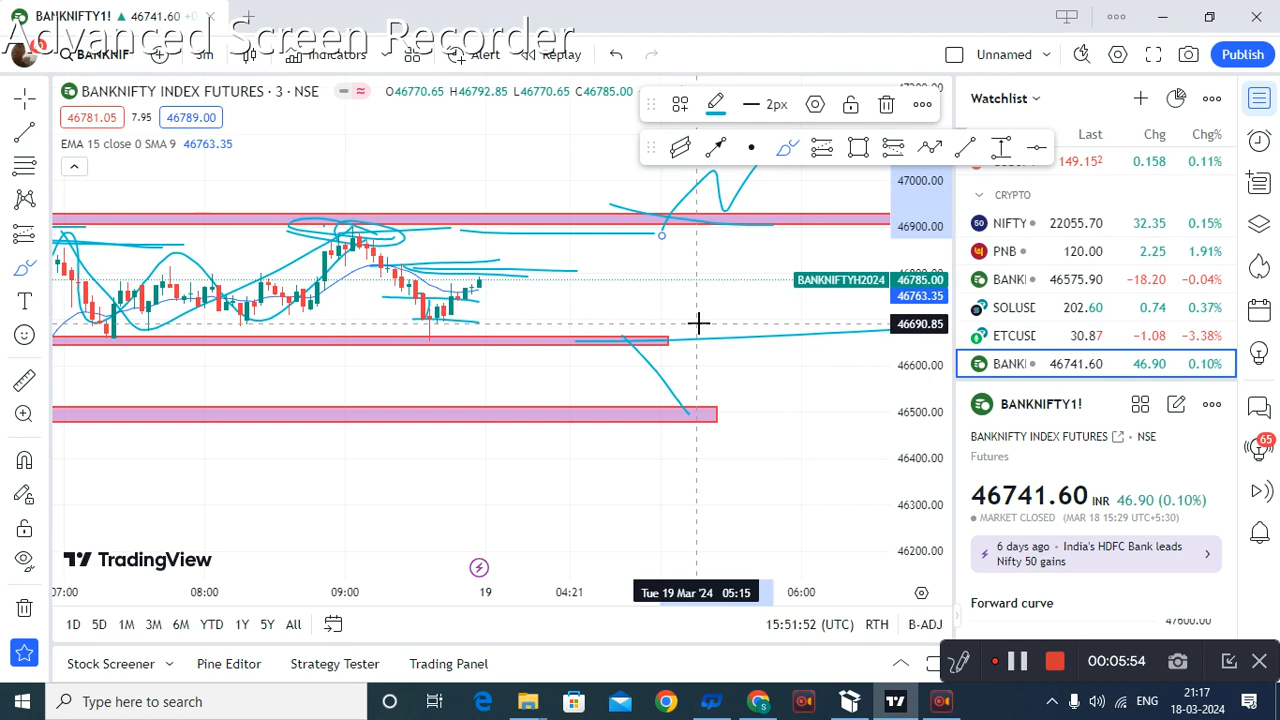 BANKNIFTY1! ▲ 46741.60
Advanced Screen Recorder
BANKNIF 3m Indicators Alert Replay Unnamed Publish
BANKNIFTY INDEX FUTURES · 3 · NSE O46770.65 H46792.85 L46770.65 C46785.00
2px
46781.05 7.95 46789.00
EMA 15 close 0 SMA 9 46763.35
47000.00
46900.00
BANKNIFTYH2024 46785.00
46763.35
46690.85
46600.00
46500.00
46400.00
46300.00
46200.00
TradingView
07:00 08:00 09:00 19 04:21 Tue 19 Mar '24 05:15 06:00
1D 5D 1M 3M 6M YTD 1Y 5Y All 15:51:52 (UTC) RTH B-ADJ
Stock Screener Pine Editor Strategy Tester Trading Panel
Watchlist
Last Chg Chg%
149.152 0.158 0.11%
CRYPTO
NIFTY 22055.70 32.35 0.15%
PNB 120.00 2.25 1.91%
BANKI 46575.90 -18.20 -0.04%
SOLUSE 202.60 0.74 0.37%
ETCUSE 30.87 -1.08 -3.38%
BANKI 46741.60 46.90 0.10%
BANKNIFTY1!
BANKNIFTY INDEX FUTURES · NSE
Futures
46741.60 INR 46.90 (0.10%)
MARKET CLOSED (MAR 18 15:29 UTC+5:30)
6 days ago · India's HDFC Bank leads
Nifty 50 gains
Forward curve
65
00:05:54
Type here to search
ENG
21:17
18-03-2024